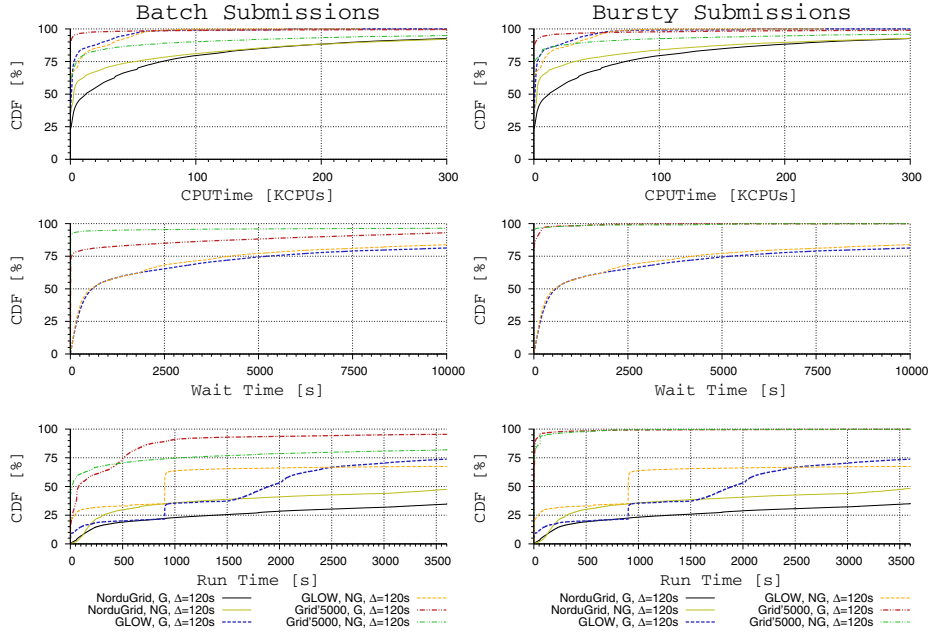 Batch Submissions
CDF [%]
100
75
50
25
0
0 100 200 300
CPUTime [KCPUs]
CDF [%]
100
75
50
25
0
0 2500 5000 7500 10000
Wait Time [s]
CDF [%]
100
75
50
25
0
0 500 1000 1500 2000 2500 3000 3500
Run Time [s]
NorduGrid, G, Δ=120s
NorduGrid, NG, Δ=120s
GLOW, G, Δ=120s
GLOW, NG, Δ=120s
Grid'5000, G, Δ=120s
Grid'5000, NG, Δ=120s
Bursty Submissions
CDF [%]
100
75
50
25
0
0 100 200 300
CPUTime [KCPUs]
CDF [%]
100
75
50
25
0
0 2500 5000 7500 10000
Wait Time [s]
CDF [%]
100
75
50
25
0
0 500 1000 1500 2000 2500 3000 3500
Run Time [s]
NorduGrid, G, Δ=120s
NorduGrid, NG, Δ=120s
GLOW, G, Δ=120s
GLOW, NG, Δ=120s
Grid'5000, G, Δ=120s
Grid'5000, NG, Δ=120s